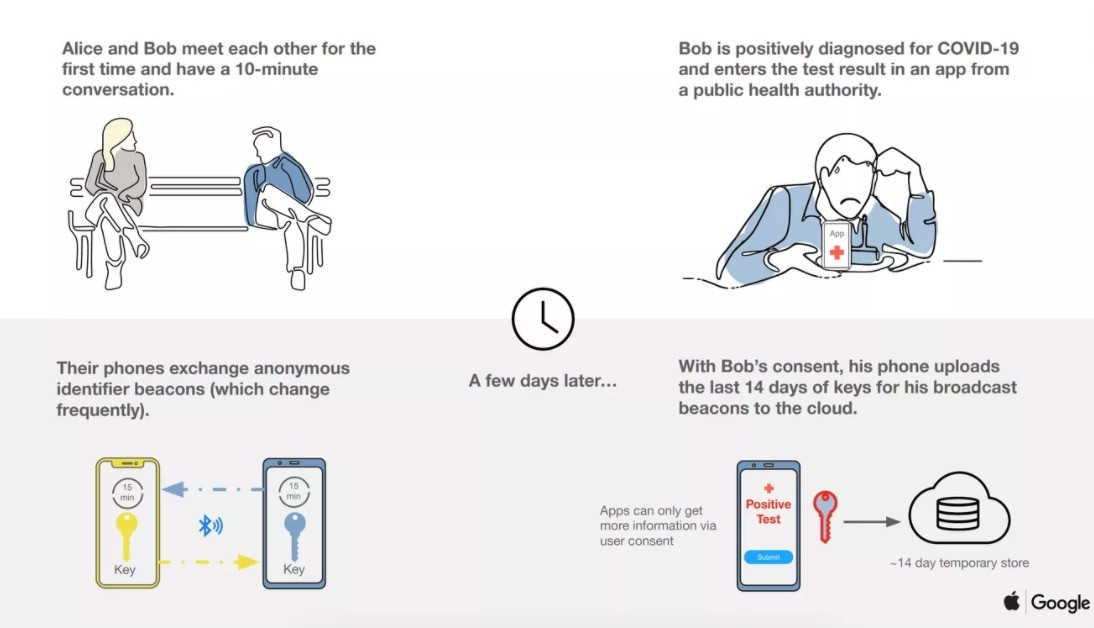 Alice and Bob meet each other for the
first time and have a 10-minute
conversation.
Bob is positively diagnosed for COVID-19
and enters the test result in an app from
a public health authority.
App
Their phones exchange anonymous
identifier beacons (which change
frequently).
15
min
Key
15
min
Key
A few days later...
With Bob's consent, his phone uploads
the last 14 days of keys for his broadcast
beacons to the cloud.
Apps can only get
more information via
user consent
Positive
Test
Submit
~14 day temporary store
Google